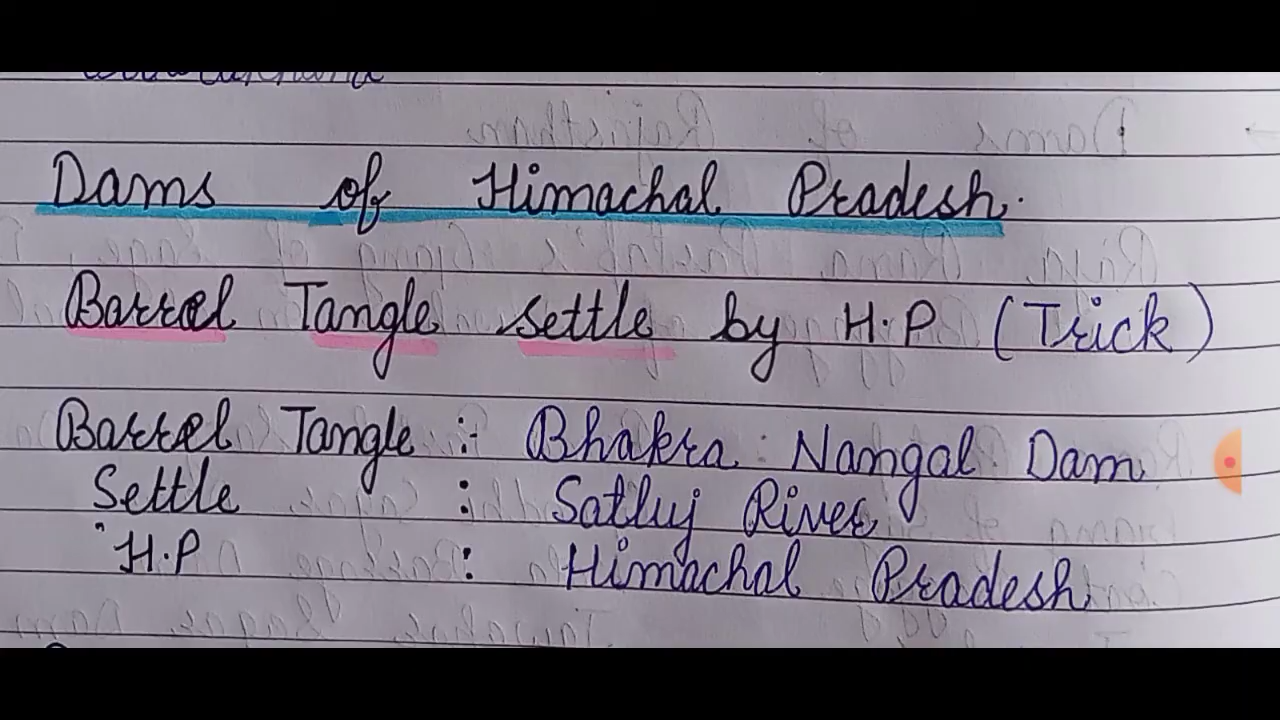 Dams of Himachal Pradesh.
Barrel Tangle settle by H.P (Trick)
Barrel Tangle :- Bhakra Nangal Dam
Settle : Satluj River
H.P : Himachal Pradesh